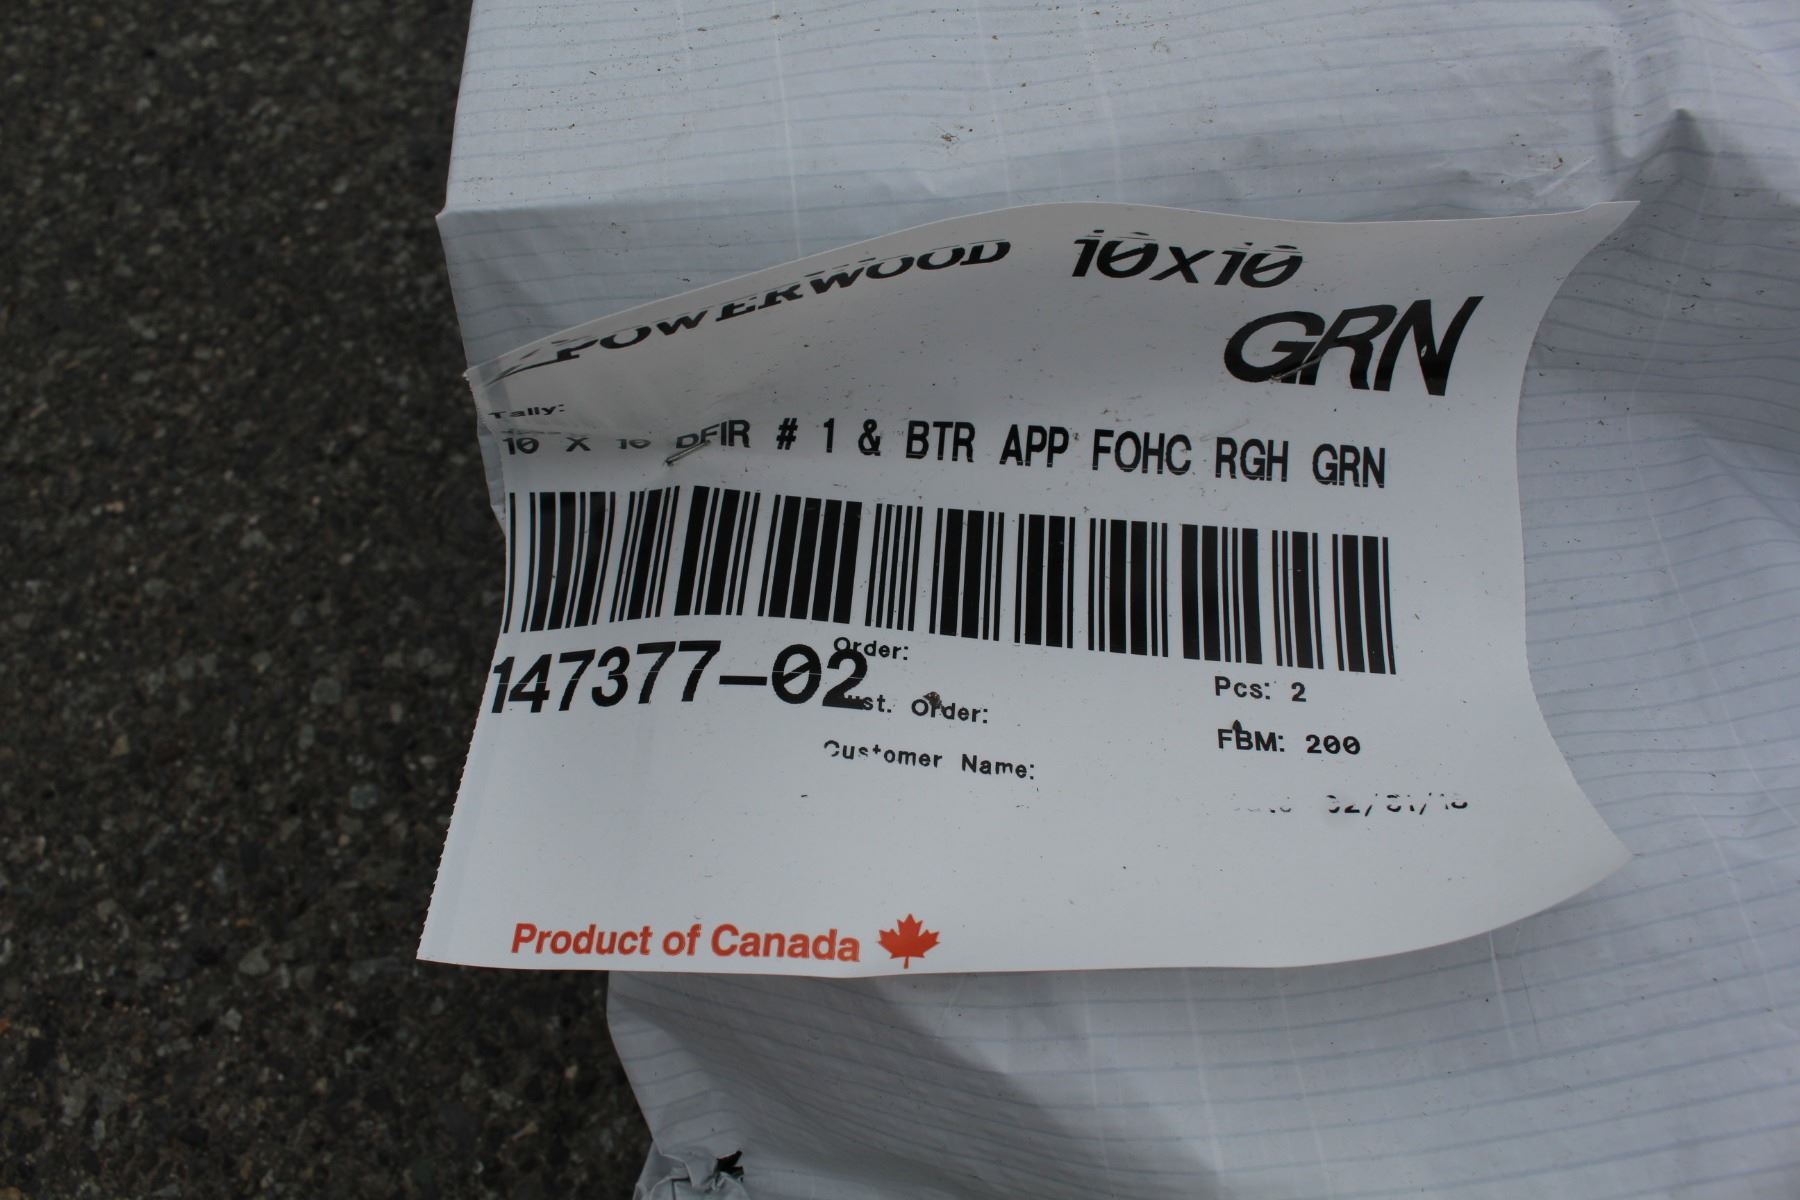 POWERWOOD 10x10
GRN
Tally:
10 X 10 DFIR # 1 & BTR APP FOHC RGH GRN
147377-02
Order:
Cust. Order:
Customer Name:
Pcs: 2
FBM: 200
Product of Canada